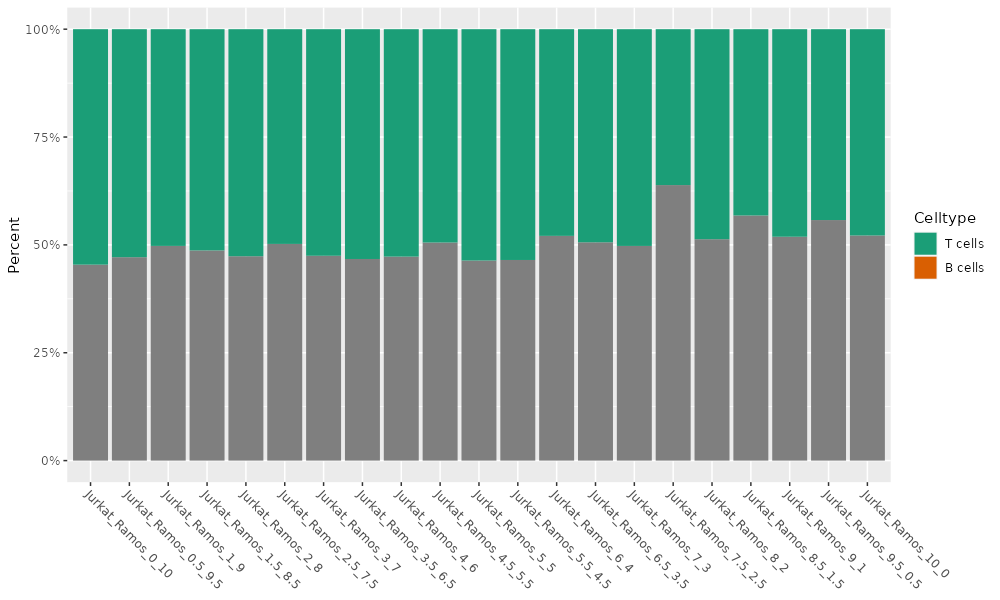 100%
75%
50%
25%
0%
Percent
Celltype
T cells
B cells
Jurkat_Ramos_0_10
Jurkat_Ramos_0.5_9.5
Jurkat_Ramos_1_9
Jurkat_Ramos_1.5_8.5
Jurkat_Ramos_2_8
Jurkat_Ramos_2.5_7.5
Jurkat_Ramos_3_7
Jurkat_Ramos_3.5_6.5
Jurkat_Ramos_4_6
Jurkat_Ramos_4.5_5.5
Jurkat_Ramos_5_5
Jurkat_Ramos_5.5_4.5
Jurkat_Ramos_6_4
Jurkat_Ramos_6.5_3.5
Jurkat_Ramos_7_3
Jurkat_Ramos_7.5_2.5
Jurkat_Ramos_8_2
Jurkat_Ramos_8.5_1.5
Jurkat_Ramos_9_1
Jurkat_Ramos_9.5_0.5
Jurkat_Ramos_10_0